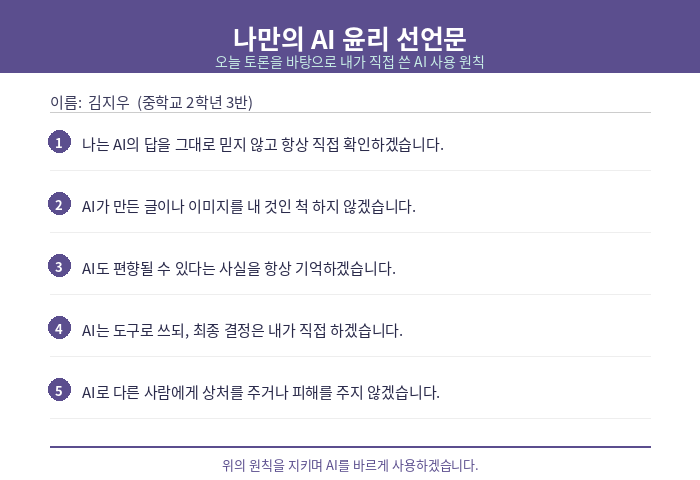 나만의 AI 윤리 선언문
오늘 토론을 바탕으로 내가 직접 쓴 AI 사용 원칙
이름: 김지우 (중학교 2학년 3반)
1 나는 AI의 답을 그대로 믿지 않고 항상 직접 확인하겠습니다.
2 AI가 만든 글이나 이미지를 내 것인 척 하지 않겠습니다.
3 AI도 편향될 수 있다는 사실을 항상 기억하겠습니다.
4 AI는 도구로 쓰되, 최종 결정은 내가 직접 하겠습니다.
5 AI로 다른 사람에게 상처를 주거나 피해를 주지 않겠습니다.
위의 원칙을 지키며 AI를 바르게 사용하겠습니다.